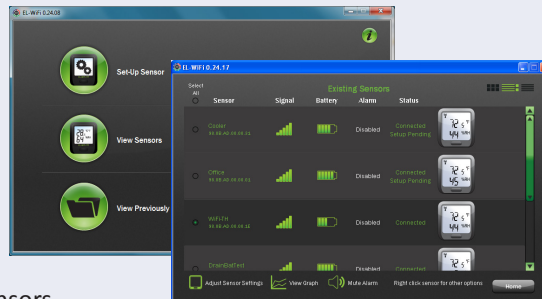 EL-WiFi 0.24.08
Set-Up Sensor
View Sensors
View Previously
EL-WiFi 0.24.17
Select All
Existing Sensors
Sensor Signal Battery Alarm Status
Cooler Disabled Connected
Setup Pending
Office Disabled Connected
Setup Pending
WiFi-TH Disabled Connected
DrainBatTest Disabled Connected
Adjust Sensor Settings View Graph Mute Alarm Right click sensor for other options Home
nsors